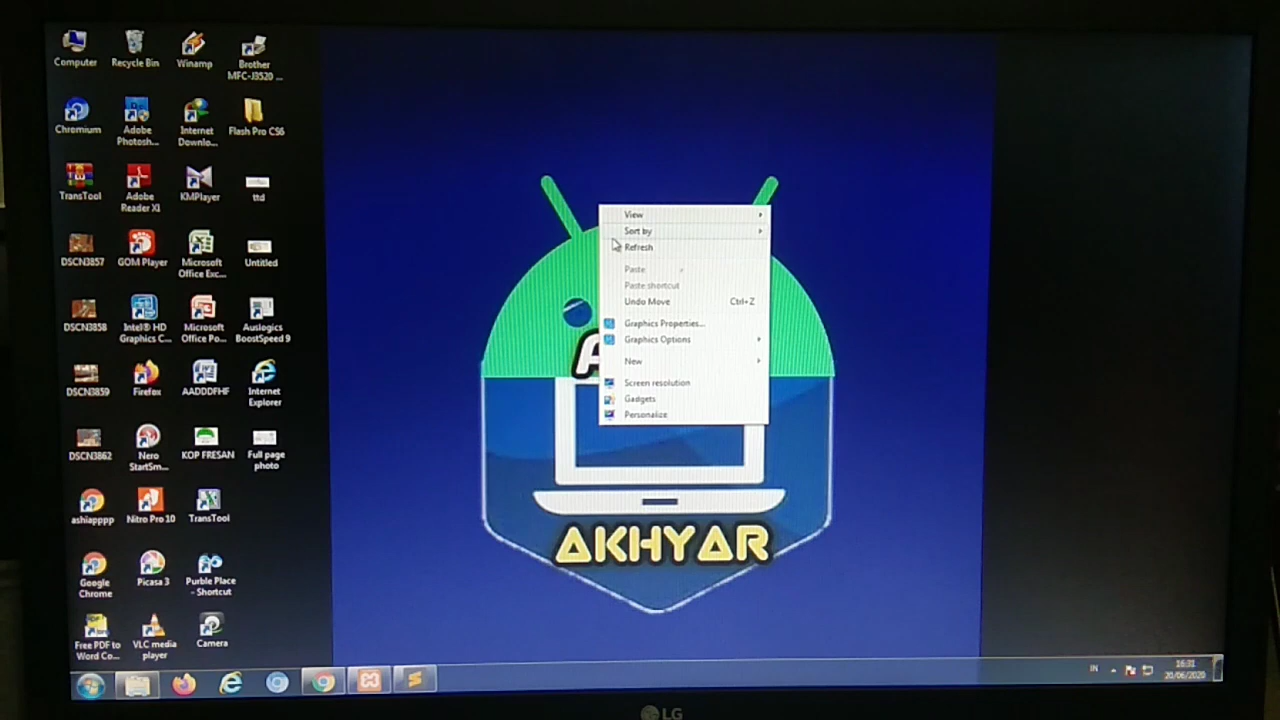 Computer
Recycle Bin
Winamp
Brother
MFC-J3520 ...
Chromium
Adobe
Photosh...
Internet
Downlo...
Flash Pro CS6
TransTool
Adobe
Reader XI
KMPlayer
ttd
DSCN3857
GOM Player
Microsoft
Office Exc...
Untitled
DSCN3858
Intel® HD
Graphics C...
Microsoft
Office Po...
Auslogics
BoostSpeed 9
DSCN3859
Firefox
AADDDFHF
Internet
Explorer
DSCN3862
Nero
StartSm...
KOP FRESAN
Full page
photo
ashiapppp
Nitro Pro 10
TransTool
Google
Chrome
Picasa 3
Purble Place
- Shortcut
Free PDF to
Word Co...
VLC media
player
Camera
View
Sort by
Refresh
Paste
Paste shortcut
Undo Move Ctrl+Z
Graphics Properties...
Graphics Options
New
Screen resolution
Gadgets
Personalize
A
AKHYAR
IN
16:31
20/06/2020
LG